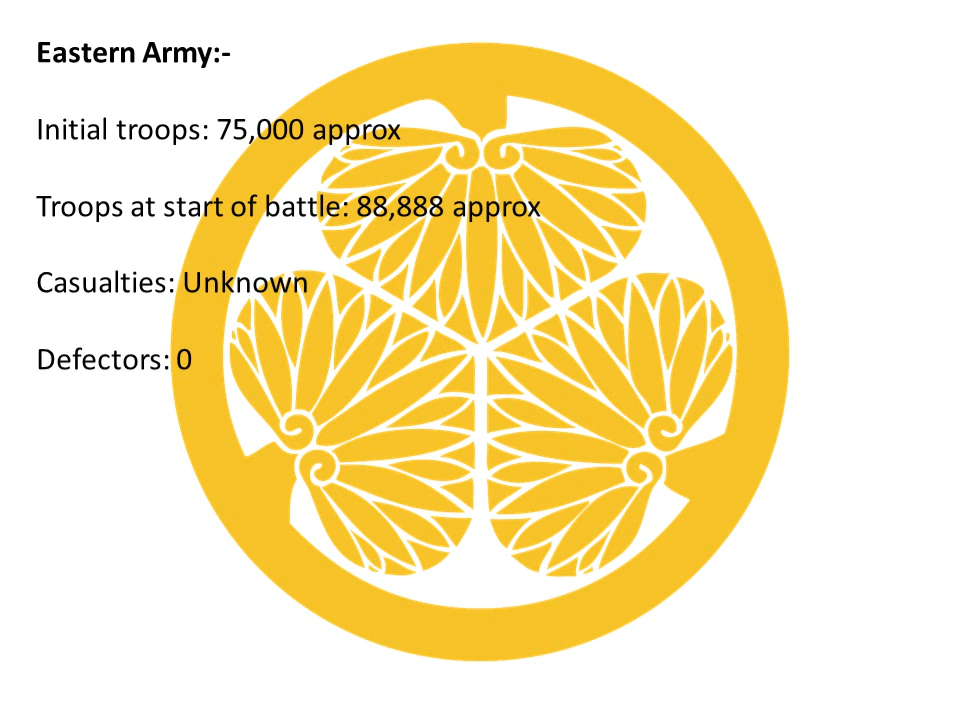 Eastern Army:-
Initial troops: 75,000 approx
Troops at start of battle: 88,888 approx
Casualties: Unknown
Defectors: 0